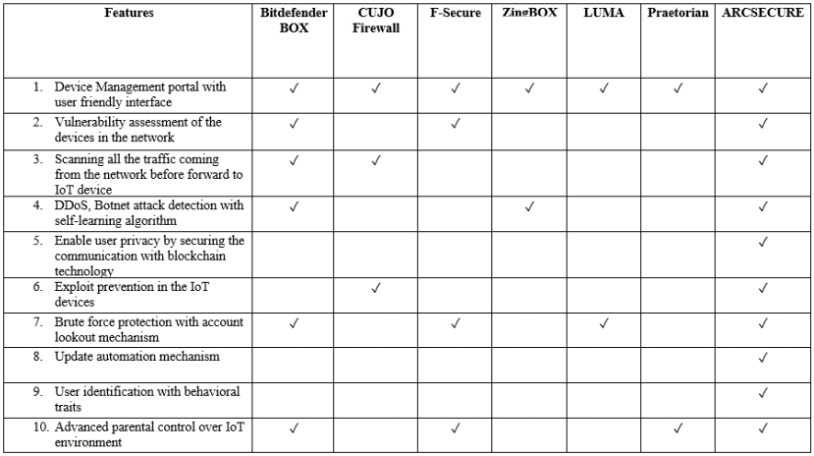 Features Bitdefender BOX CUJO Firewall F-Secure ZingBOX LUMA Praetorian ARCSECURE
1. Device Management portal with ✓ ✓ ✓ ✓ ✓ ✓ ✓
user friendly interface
2. Vulnerability assessment of the ✓ ✓ ✓
devices in the network
3. Scanning all the traffic coming ✓ ✓ ✓
from the network before forward to
IoT device
4. DDoS, Botnet attack detection with ✓ ✓ ✓
self-learning algorithm
5. Enable user privacy by securing the ✓
communication with blockchain
technology
6. Exploit prevention in the IoT ✓ ✓
devices
7. Brute force protection with account ✓ ✓ ✓ ✓
lookout mechanism
8. Update automation mechanism ✓
9. User identification with behavioral ✓
traits
10. Advanced parental control over IoT ✓ ✓ ✓ ✓
environment